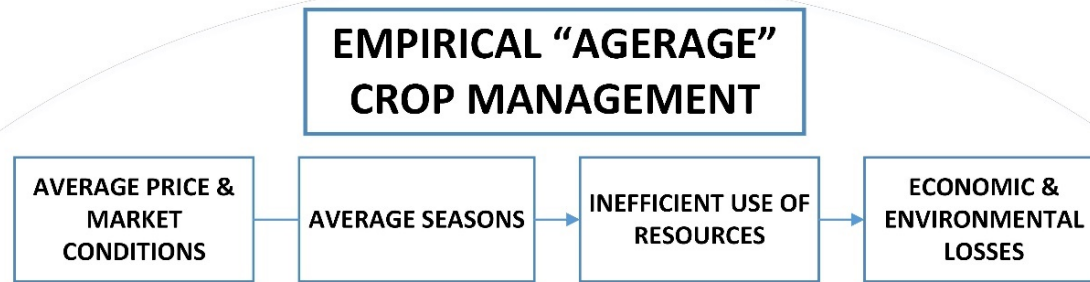 EMPIRICAL “AGERAGE”
CROP MANAGEMENT
AVERAGE PRICE &
MARKET
CONDITIONS
AVERAGE SEASONS
INEFFICIENT USE OF
RESOURCES
ECONOMIC &
ENVIRONMENTAL
LOSSES